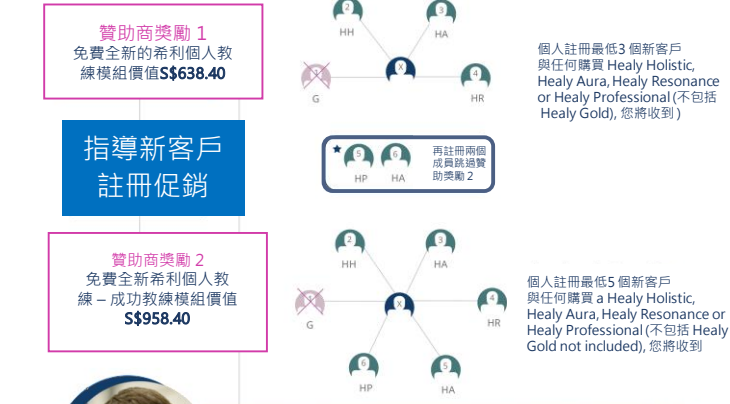 贊助商獎勵 1
免費全新的希利個人教
練模組價值S$638.40
2
HH
3
HA
X
G
4
HR
個人註冊最低3 個新客戶
與任何購買 Healy Holistic,
Healy Aura, Healy Resonance
or Healy Professional (不包括
Healy Gold), 您將收到 )
指導新客戶
註冊促銷
5
HP
6
HA
再註冊兩個
成員跳過贊
助獎勵 2
贊助商獎勵 2
免費全新希利個人教
練 – 成功教練模組價值
S$958.40
2
HH
3
HA
X
G
4
HR
6
HP
5
HA
個人註冊最低5 個新客戶
與任何購買 a Healy Holistic,
Healy Aura, Healy Resonance or
Healy Professional (不包括 Healy
Gold not included), 您將收到